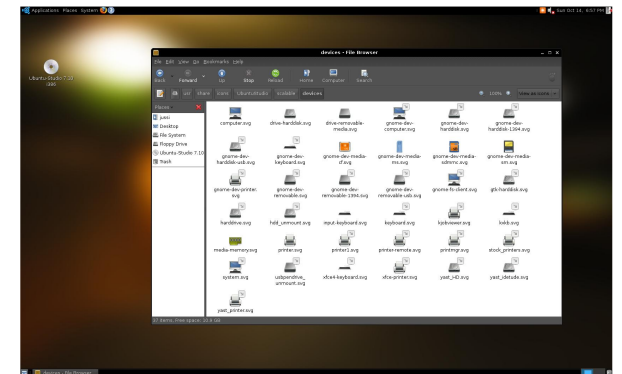 Applications Places System
Sun Oct 14, 6:57 PM
Ubuntu-Studio 7.10
i386
devices - File Browser
File Edit View Go Bookmarks Help
Back Forward Up Stop Reload Home Computer Search
usr share icons UbuntuStudio scalable devices
100% View as Icons
Places
jussi
Desktop
File System
Floppy Drive
Ubuntu-Studio 7.10
Trash
computer.svg drive-harddisk.svg drive-removable-media.svg gnome-dev-computer.svg gnome-dev-harddisk.svg gnome-dev-harddisk-1394.svg
gnome-dev-harddisk-usb.svg gnome-dev-keyboard.svg gnome-dev-media-cf.svg gnome-dev-media-ms.svg gnome-dev-media-sdmmc.svg gnome-dev-media-sm.svg
gnome-dev-printer.svg gnome-dev-removable.svg gnome-dev-removable-1394.svg gnome-dev-removable-usb.svg gnome-fs-client.svg gtk-harddisk.svg
harddrive.svg hdd_unmount.svg input-keyboard.svg keyboard.svg kjobviewer.svg kxkb.svg
media-memory.svg printer.svg printer1.svg printer-remote.svg printmgr.svg stock_printers.svg
system.svg usbpendrive_unmount.svg xfce4-keyboard.svg xfce-printer.svg yast_HD.svg yast_idetude.svg
yast_printer.svg
37 items, Free space:
devices - File Browser